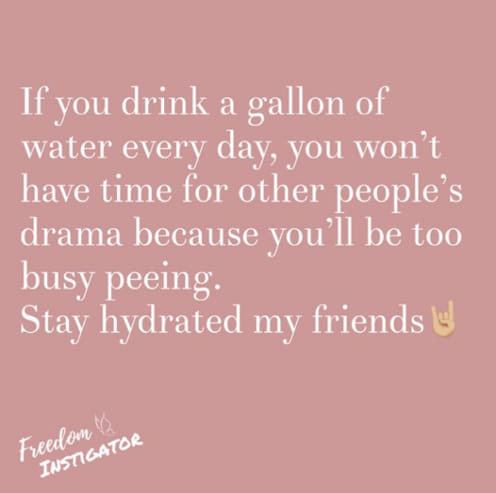 If you drink a gallon of
water every day, you won’t
have time for other people’s
drama because you’ll be too
busy peeing.
Stay hydrated my friends🤘🏼
Freedom
INSTIGATOR